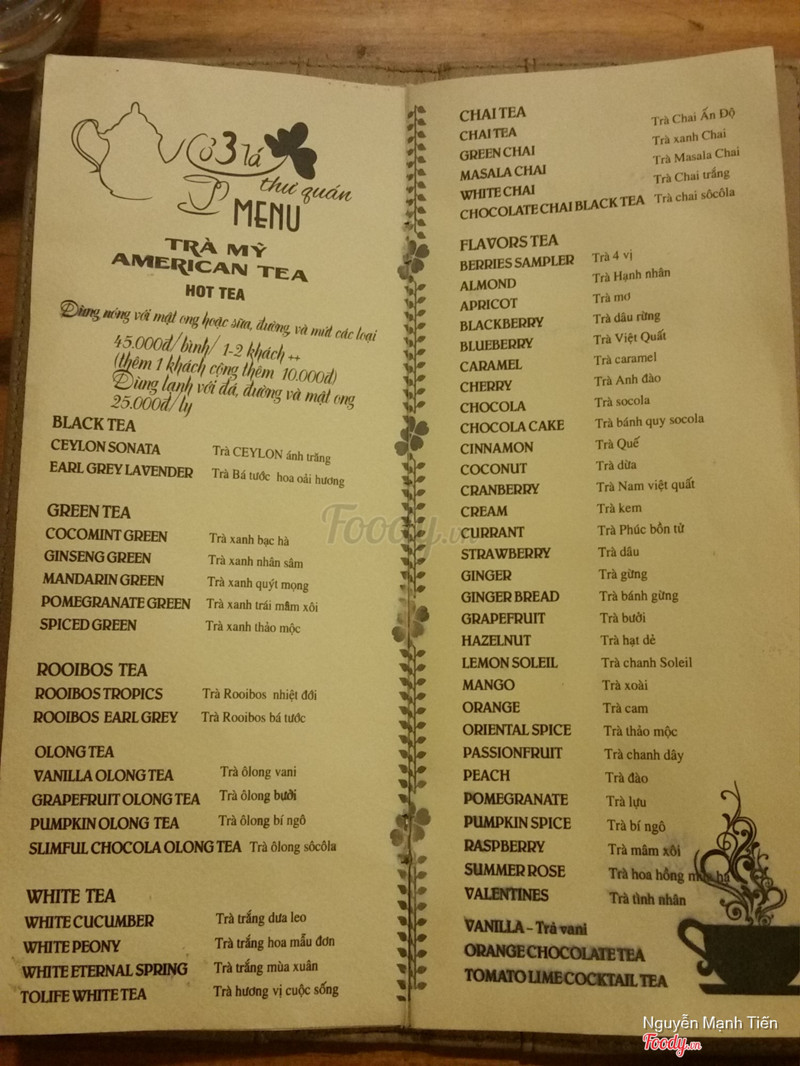 Cỏ 3 lá
thư quán
MENU
TRÀ MỸ
AMERICAN TEA
HOT TEA
Dùng nóng với mật ong hoặc sữa, đường, và mứt các loại
45.000đ/bình/ 1-2 khách ++
(thêm 1 khách cộng thêm 10.000đ)
Dùng lạnh với đá, đường và mật ong
25.000đ/ly
BLACK TEA
CEYLON SONATA Trà CEYLON ánh trăng
EARL GREY LAVENDER Trà Bá tước hoa oải hương
GREEN TEA
COCOMINT GREEN Trà xanh bạc hà
GINSENG GREEN Trà xanh nhân sâm
MANDARIN GREEN Trà xanh quýt mọng
POMEGRANATE GREEN Trà xanh trái mâm xôi
SPICED GREEN Trà xanh thảo mộc
ROOIBOS TEA
ROOIBOS TROPICS Trà Rooibos nhiệt đới
ROOIBOS EARL GREY Trà Rooibos bá tước
OLONG TEA
VANILLA OLONG TEA Trà ôlong vani
GRAPEFRUIT OLONG TEA Trà ôlong bưởi
PUMPKIN OLONG TEA Trà ôlong bí ngô
SLIMFUL CHOCOLA OLONG TEA Trà ôlong sôcôla
WHITE TEA
WHITE CUCUMBER Trà trắng dưa leo
WHITE PEONY Trà trắng hoa mẫu đơn
WHITE ETERNAL SPRING Trà trắng mùa xuân
TOLIFE WHITE TEA Trà hương vị cuộc sống
CHAI TEA
CHAI TEA Trà Chai Ấn Độ
GREEN CHAI Trà xanh Chai
MASALA CHAI Trà Masala Chai
WHITE CHAI Trà Chai trắng
CHOCOLATE CHAI BLACK TEA Trà chai sôcôla
FLAVORS TEA
BERRIES SAMPLER Trà 4 vị
ALMOND Trà Hạnh nhân
APRICOT Trà mơ
BLACKBERRY Trà dâu rừng
BLUEBERRY Trà Việt Quất
CARAMEL Trà caramel
CHERRY Trà Anh đào
CHOCOLA Trà socola
CHOCOLA CAKE Trà bánh quy socola
CINNAMON Trà Quế
COCONUT Trà dừa
CRANBERRY Trà Nam việt quất
CREAM Trà kem
CURRANT Trà Phúc bồn tử
STRAWBERRY Trà dâu
GINGER Trà gừng
GINGER BREAD Trà bánh gừng
GRAPEFRUIT Trà bưởi
HAZELNUT Trà hạt dẻ
LEMON SOLEIL Trà chanh Soleil
MANGO Trà xoài
ORANGE Trà cam
ORIENTAL SPICE Trà thảo mộc
PASSIONFRUIT Trà chanh dây
PEACH Trà đào
POMEGRANATE Trà lựu
PUMPKIN SPICE Trà bí ngô
RASPBERRY Trà mâm xôi
SUMMER ROSE Trà hoa hồng mùa hạ
VALENTINES Trà tình nhân
VANILLA - Trà vani
ORANGE CHOCOLATE TEA
TOMATO LIME COCKTAIL TEA
Foody.vn
Nguyễn Mạnh Tiến
Foody.vn